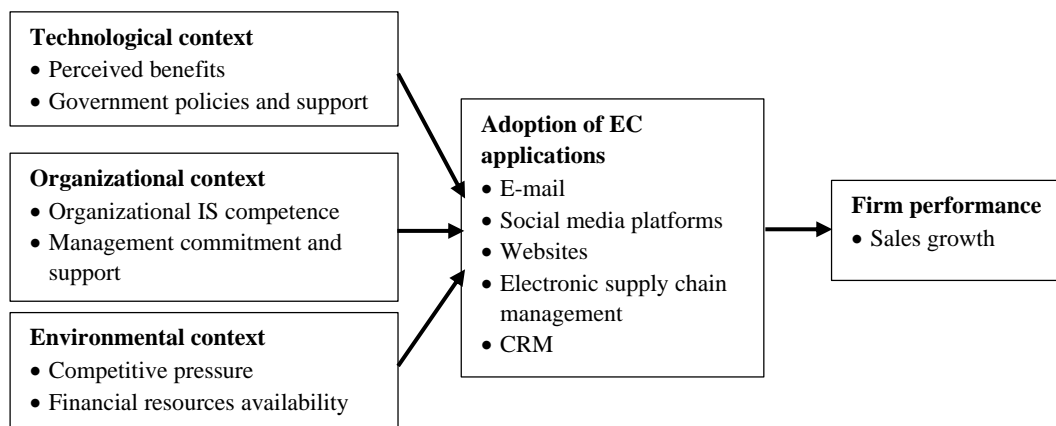 Technological context
• Perceived benefits
• Government policies and support
Organizational context
• Organizational IS competence
• Management commitment and
support
Environmental context
• Competitive pressure
• Financial resources availability
Adoption of EC
applications
• E-mail
• Social media platforms
• Websites
• Electronic supply chain
management
• CRM
Firm performance
• Sales growth